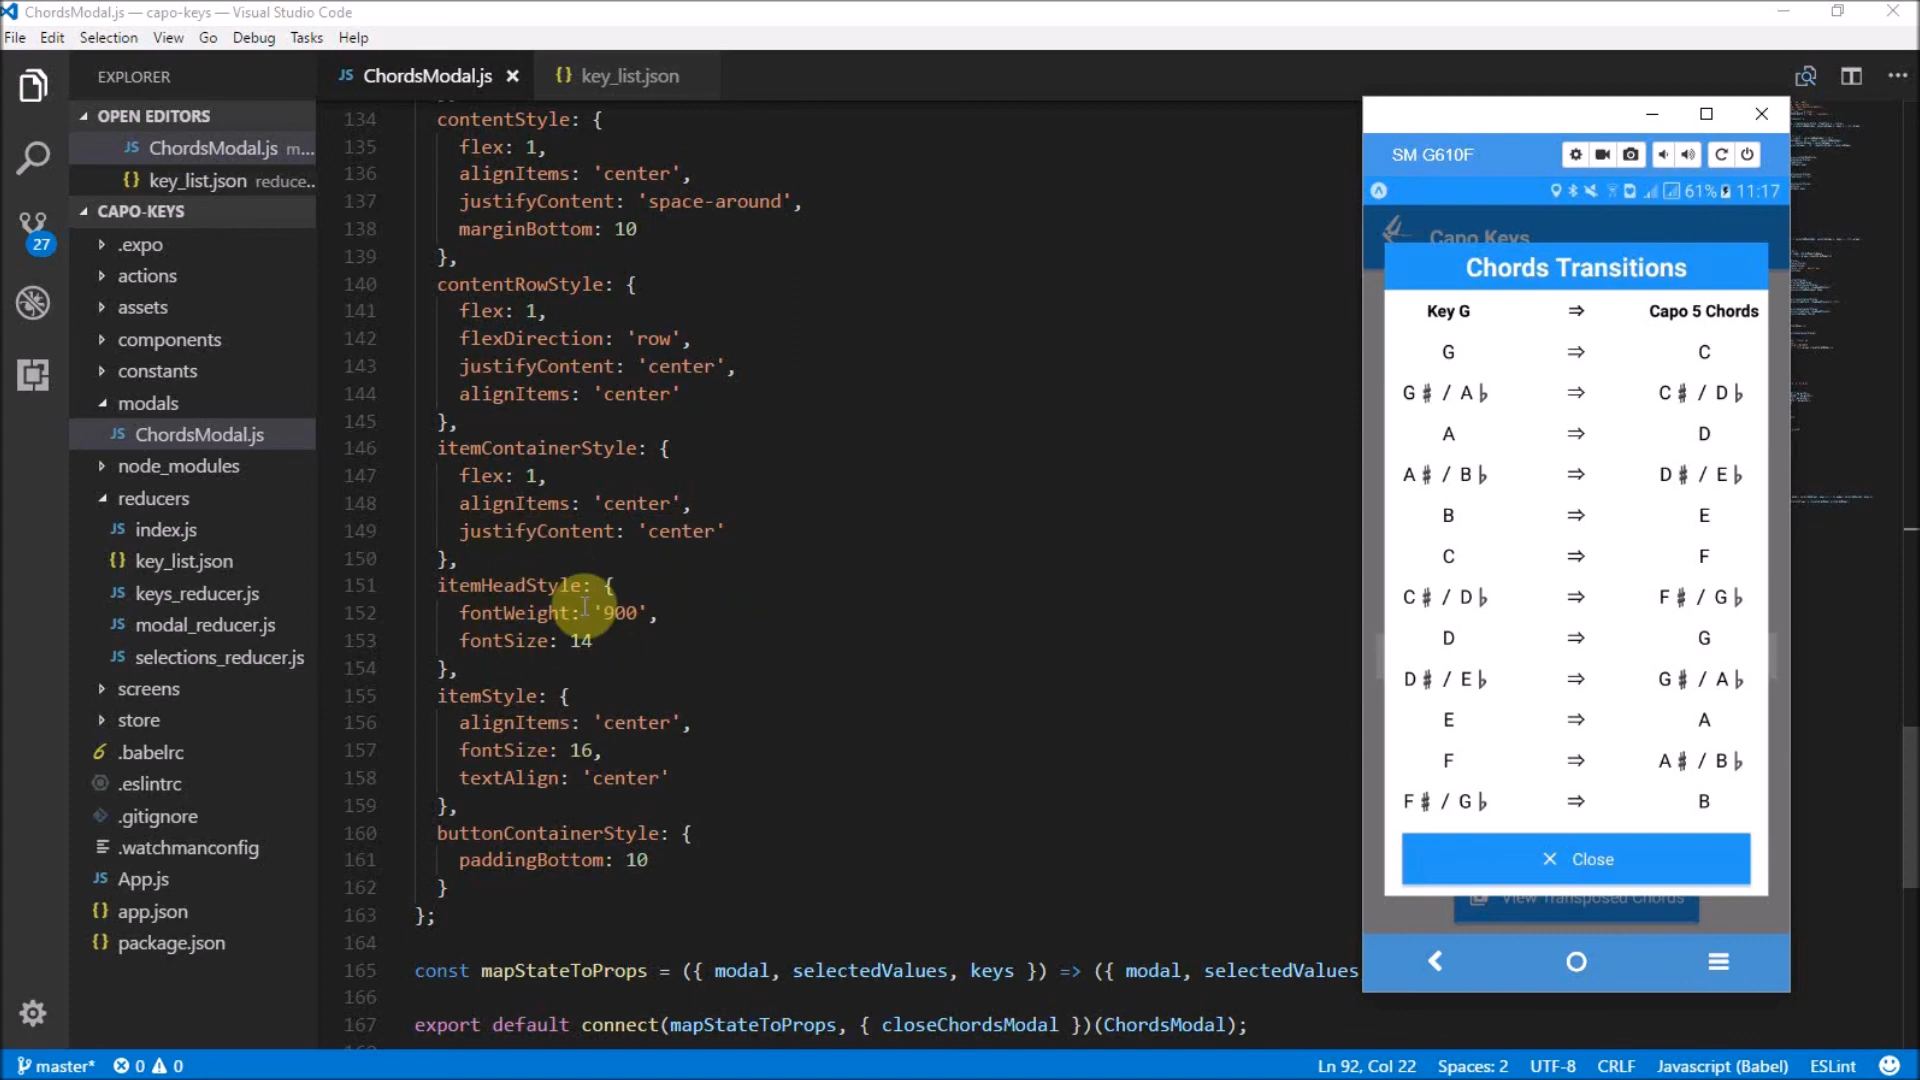 ChordsModal.js — capo-keys — Visual Studio Code
File Edit Selection View Go Debug Tasks Help
EXPLORER
OPEN EDITORS
JS ChordsModal.js m...
{} key_list.json reduce..
CAPO-KEYS
.expo
actions
assets
components
constants
modals
JS ChordsModal.js
node_modules
reducers
JS index.js
{} key_list.json
JS keys_reducer.js
JS modal_reducer.js
JS selections_reducer.js
screens
store
6 .babelrc
.eslintrc
.gitignore
.watchmanconfig
JS App.js
{} app.json
{} package.json
27
JS ChordsModal.js ×
{} key_list.json
134 contentStyle: {
135 flex: 1,
136 alignItems: 'center',
137 justifyContent: 'space-around',
138 marginBottom: 10
139 },
140 contentRowStyle: {
141 flex: 1,
142 flexDirection: 'row',
143 justifyContent: 'center',
144 alignItems: 'center'
145 },
146 itemContainerStyle: {
147 flex: 1,
148 alignItems: 'center',
149 justifyContent: 'center'
150 },
151 itemHeadStyle: {
152 fontWeight: '900',
153 fontSize: 14
154 },
155 itemStyle: {
156 alignItems: 'center',
157 fontSize: 16,
158 textAlign: 'center'
159 },
160 buttonContainerStyle: {
161 paddingBottom: 10
162 }
163 };
164
165 const mapStateToProps = ({ modal, selectedValues, keys }) => ({ modal, selectedValues
166
167 export default connect(mapStateToProps, { closeChordsModal })(ChordsModal);
SM G610F
61% 11:17
Capo Keys
Chords Transitions
Key G ⇒ Capo 5 Chords
G ⇒ C
G♯ / A♭ ⇒ C♯ / D♭
A ⇒ D
A♯ / B♭ ⇒ D♯ / E♭
B ⇒ E
C ⇒ F
C♯ / D♭ ⇒ F♯ / G♭
D ⇒ G
D♯ / E♭ ⇒ G♯ / A♭
E ⇒ A
F ⇒ A♯ / B♭
F♯ / G♭ ⇒ B
× Close
View Transposed Chords
master* 0 0 Ln 92, Col 22 Spaces: 2 UTF-8 CRLF Javascript (Babel) ESLint